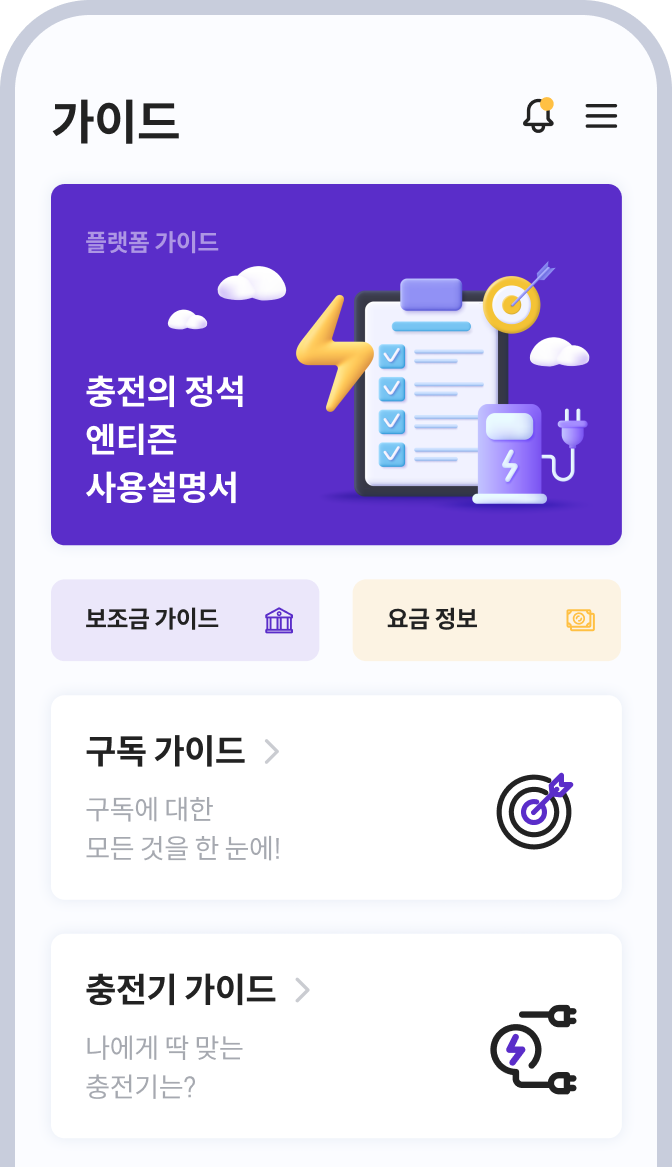 가이드
플랫폼 가이드
충전의 정석
엔티즌
사용설명서
보조금 가이드
요금 정보
구독 가이드
구독에 대한
모든 것을 한 눈에!
충전기 가이드
나에게 딱 맞는
충전기는?